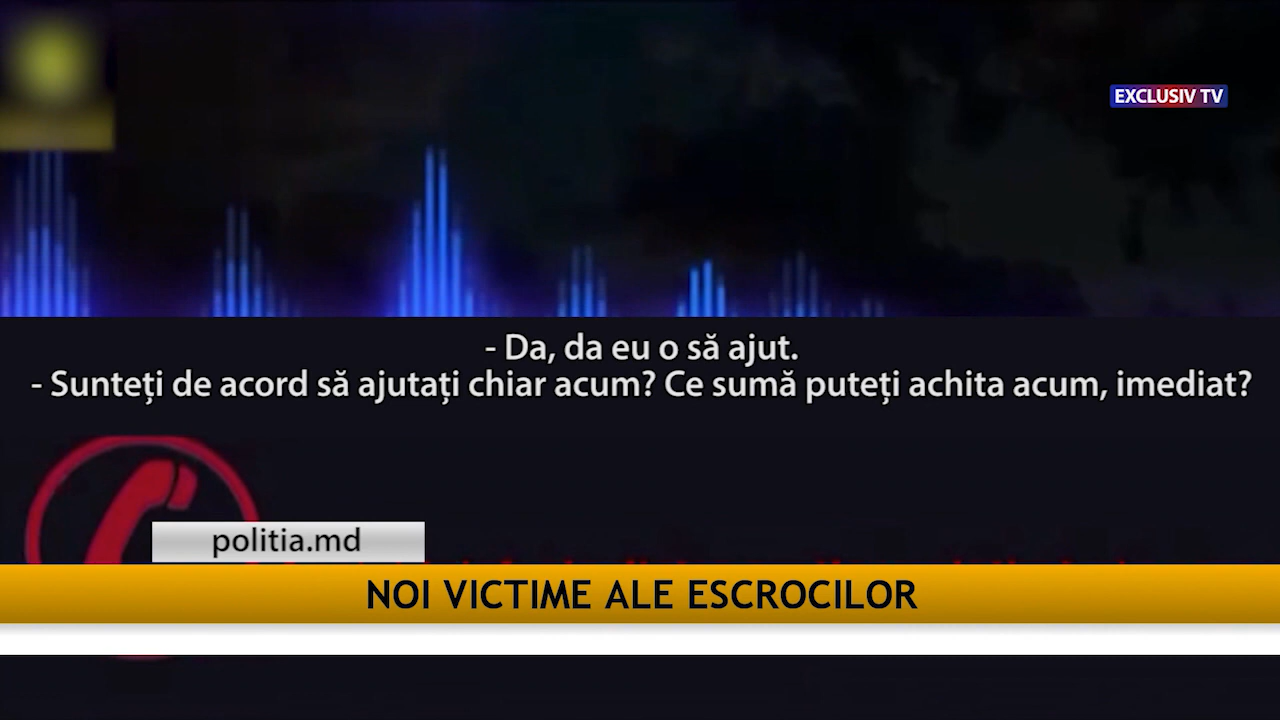 EXCLUSIV TV
- Da, da eu o să ajut.
- Sunteți de acord să ajutați chiar acum? Ce sumă puteți achita acum, imediat?
politia.md
NOI VICTIME ALE ESCROCILOR